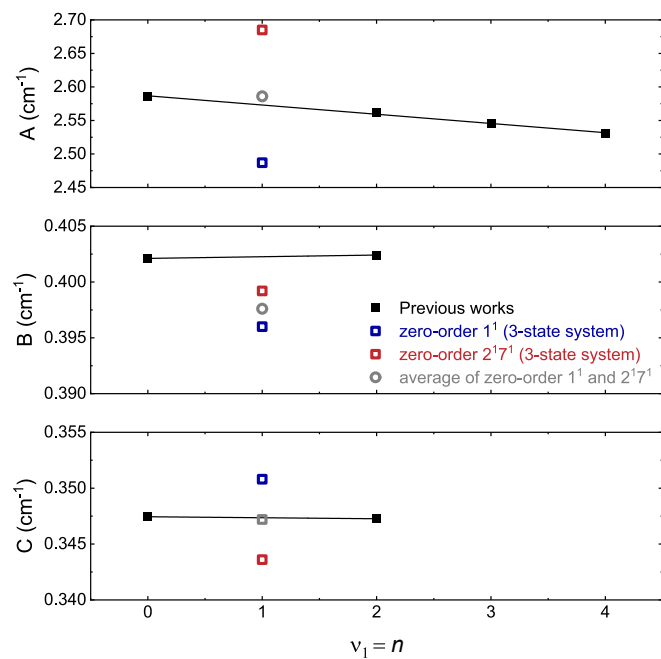 2.70
2.65
2.60
2.55
2.50
2.45
A (cm⁻¹)
0.405
0.400
0.395
0.390
B (cm⁻¹)
Previous works
zero-order 1¹ (3-state system)
zero-order 2¹7¹ (3-state system)
average of zero-order 1¹ and 2¹7¹
0.355
0.350
0.345
0.340
C (cm⁻¹)
0 1 2 3 4
ν₁ = n